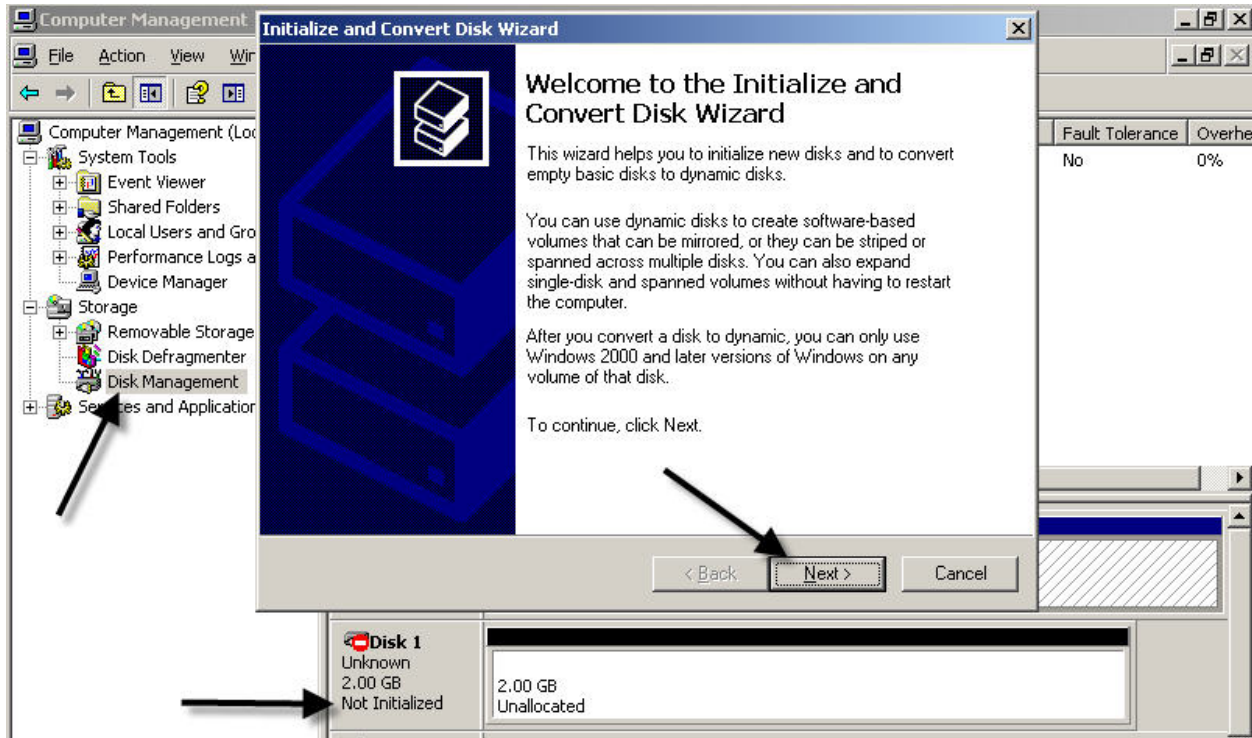 Computer Management
Initialize and Convert Disk Wizard
File Action View
Computer Management
System Tools
Event Viewer
Shared Folders
Local Users and
Performance Logs
Device Manager
Storage
Removable Storage
Disk Defragmenter
Disk Management
and
Welcome to the Initialize and
Convert Disk Wizard
This wizard helps you to initialize new disks and to convert
empty basic disks to dynamic disks.
You can use dynamic disks to create software-based
volumes that can be mirrored, or they can be striped or
spanned across multiple disks. You can also expand
single-disk and spanned volumes without having to restart
the computer.
After you convert a disk to dynamic, you can only use
Windows 2000 and later versions of Windows on any
volume of that disk.
To continue, click Next.
< Back Next > Cancel
Fault Tolerance
No 0%
Disk 1
Unknown
2.00 GB
Not Initialized
2.00 GB
Unallocated